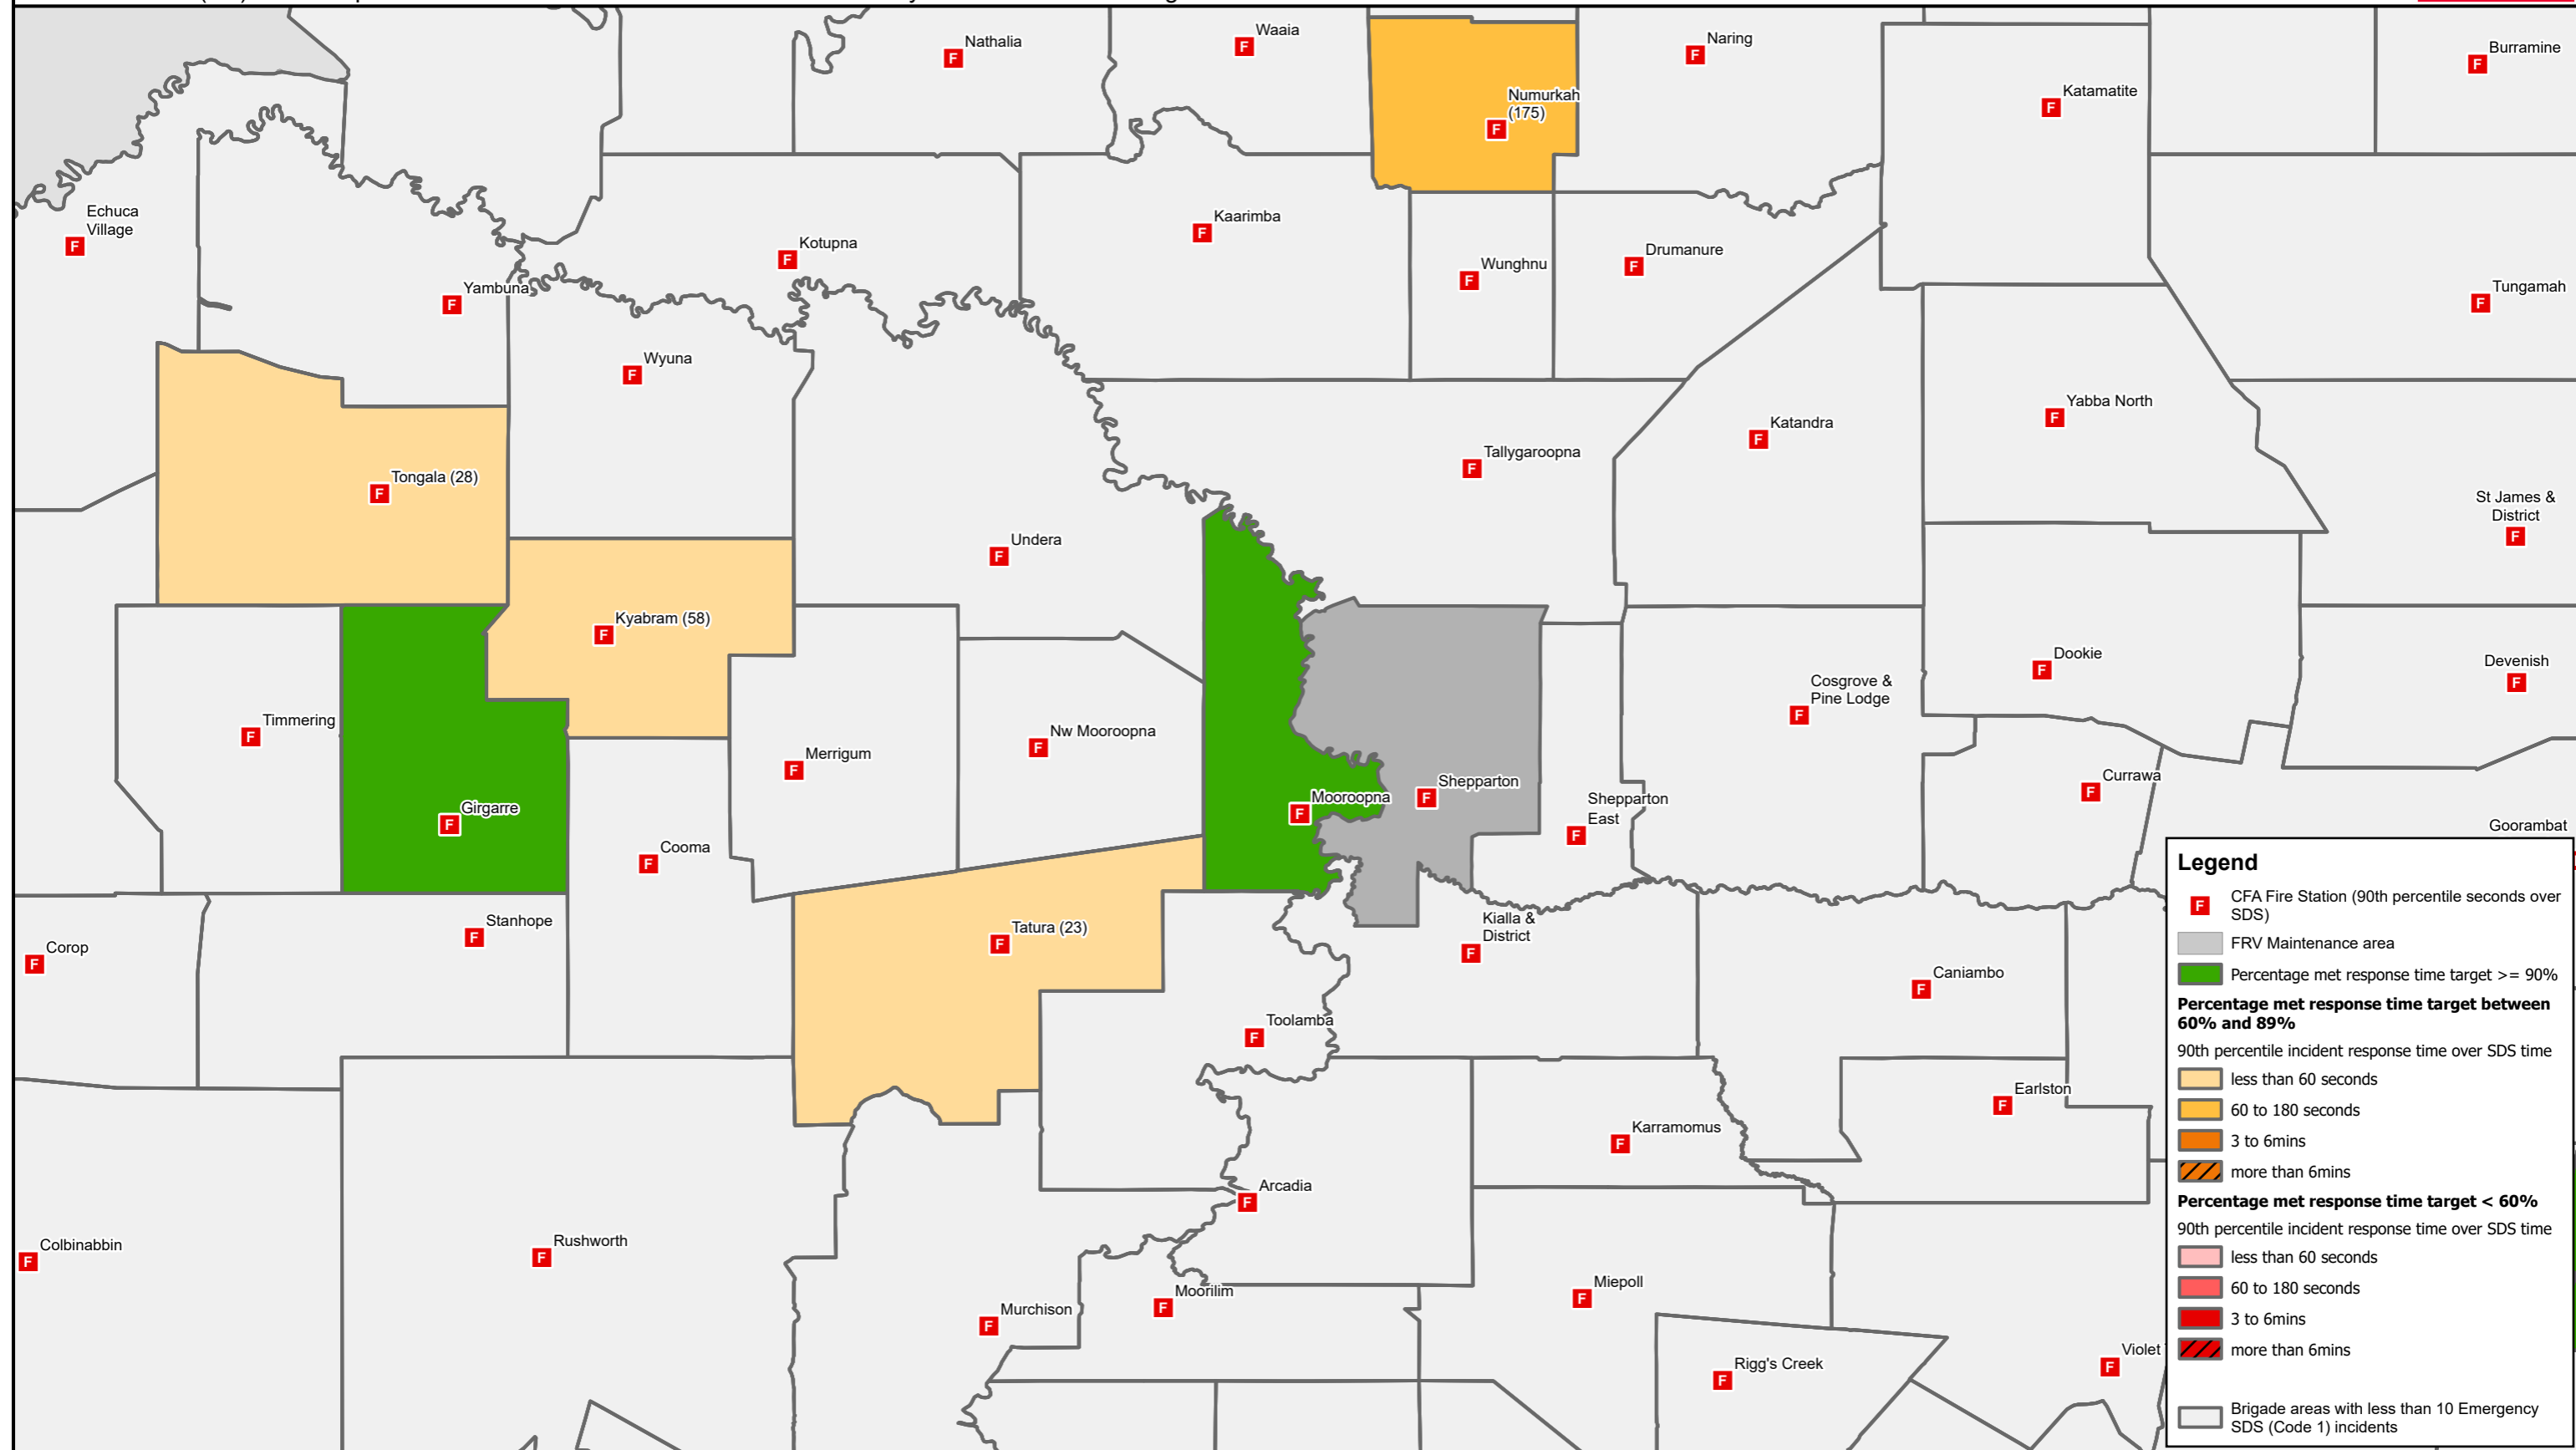 Nathalia
Waaia
Naring
Burramine
Numurkah
(175)
Katamatite
Echuca
Village
Kotupna
Kaarimba
Wunghnu
Drumanure
Yambuna
Tungamah
Wyuna
Yabba North
Katandra
Tallygaroopna
Tongala (28)
St James &
District
Undera
Kyabram (58)
Dookie
Devenish
Cosgrove &
Pine Lodge
Timmering
Nw Mooroopna
Merrigum
Currawa
Shepparton
Mooroopna
Shepparton
East
Girgarre
Goorambat
Cooma
Stanhope
Tatura (23)
Kialla &
District
Corop
Caniambo
Toolamba
Earlston
Karramomus
Arcadia
Colbinabbin
Rushworth
Miepoll
Moorilim
Murchison
Rigg's Creek
Violet
Legend
F CFA Fire Station (90th percentile seconds over
SDS)
FRV Maintenance area
Percentage met response time target >= 90%
Percentage met response time target between
60% and 89%
90th percentile incident response time over SDS time
less than 60 seconds
60 to 180 seconds
3 to 6mins
more than 6mins
Percentage met response time target < 60%
90th percentile incident response time over SDS time
less than 60 seconds
60 to 180 seconds
3 to 6mins
more than 6mins
Brigade areas with less than 10 Emergency
SDS (Code 1) incidents